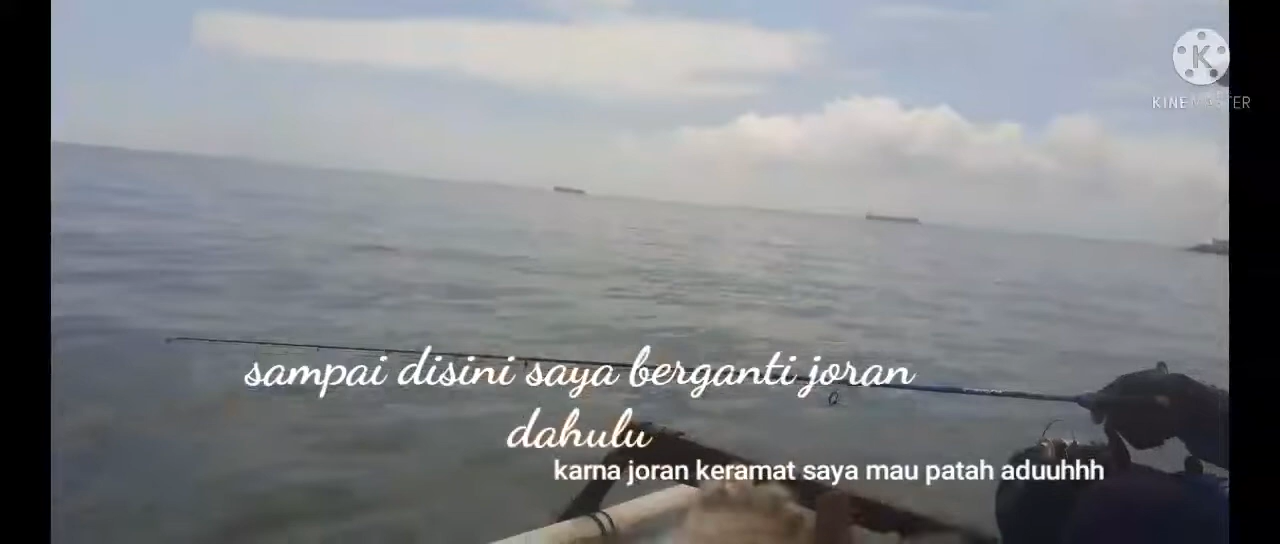 K
KINEMASTER
sampai disini saya berganti joran
dahulu
karna joran keramat saya mau patah aduuhhh